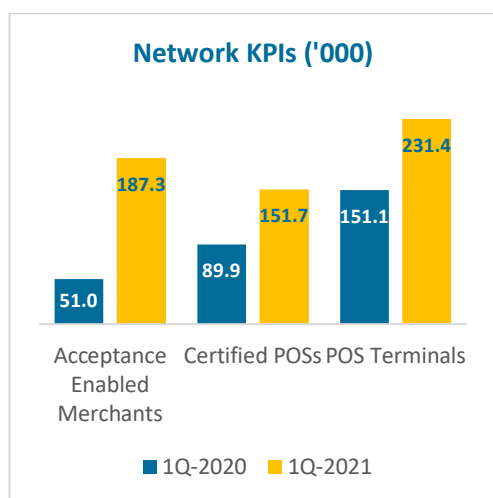 Network KPIs ('000)
231.4
187.3
151.7
151.1
89.9
51.0
Acceptance Enabled Merchants
Certified POSs
POS Terminals
1Q-2020
1Q-2021